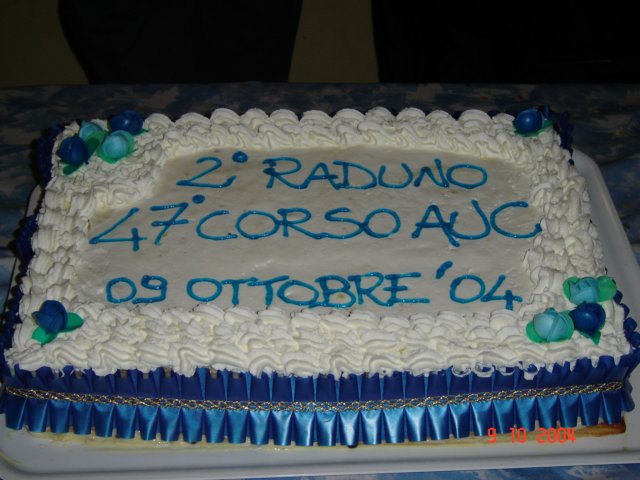 2° RADUNO
47° CORSO AUC
09 OTTOBRE '04
9 10 2004